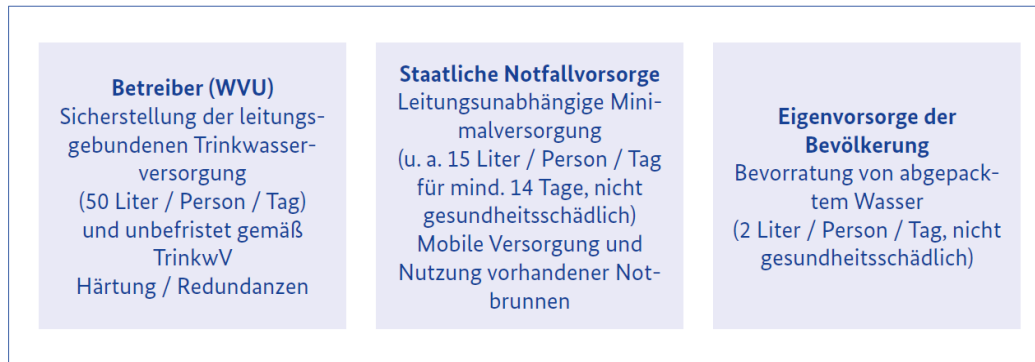 Betreiber (WVU)
Sicherstellung der leitungs-
gebundenen Trinkwasser-
versorgung
(50 Liter / Person / Tag)
und unbefristet gemäß
TrinkwV
Härtung / Redundanzen
Staatliche Notfallvorsorge
Leitungsunabhängige Mini-
malversorgung
(u. a. 15 Liter / Person / Tag
für mind. 14 Tage, nicht
gesundheitsschädlich)
Mobile Versorgung und
Nutzung vorhandener Not-
brunnen
Eigenvorsorge der
Bevölkerung
Bevorratung von abgepack-
tem Wasser
(2 Liter / Person / Tag, nicht
gesundheitsschädlich)